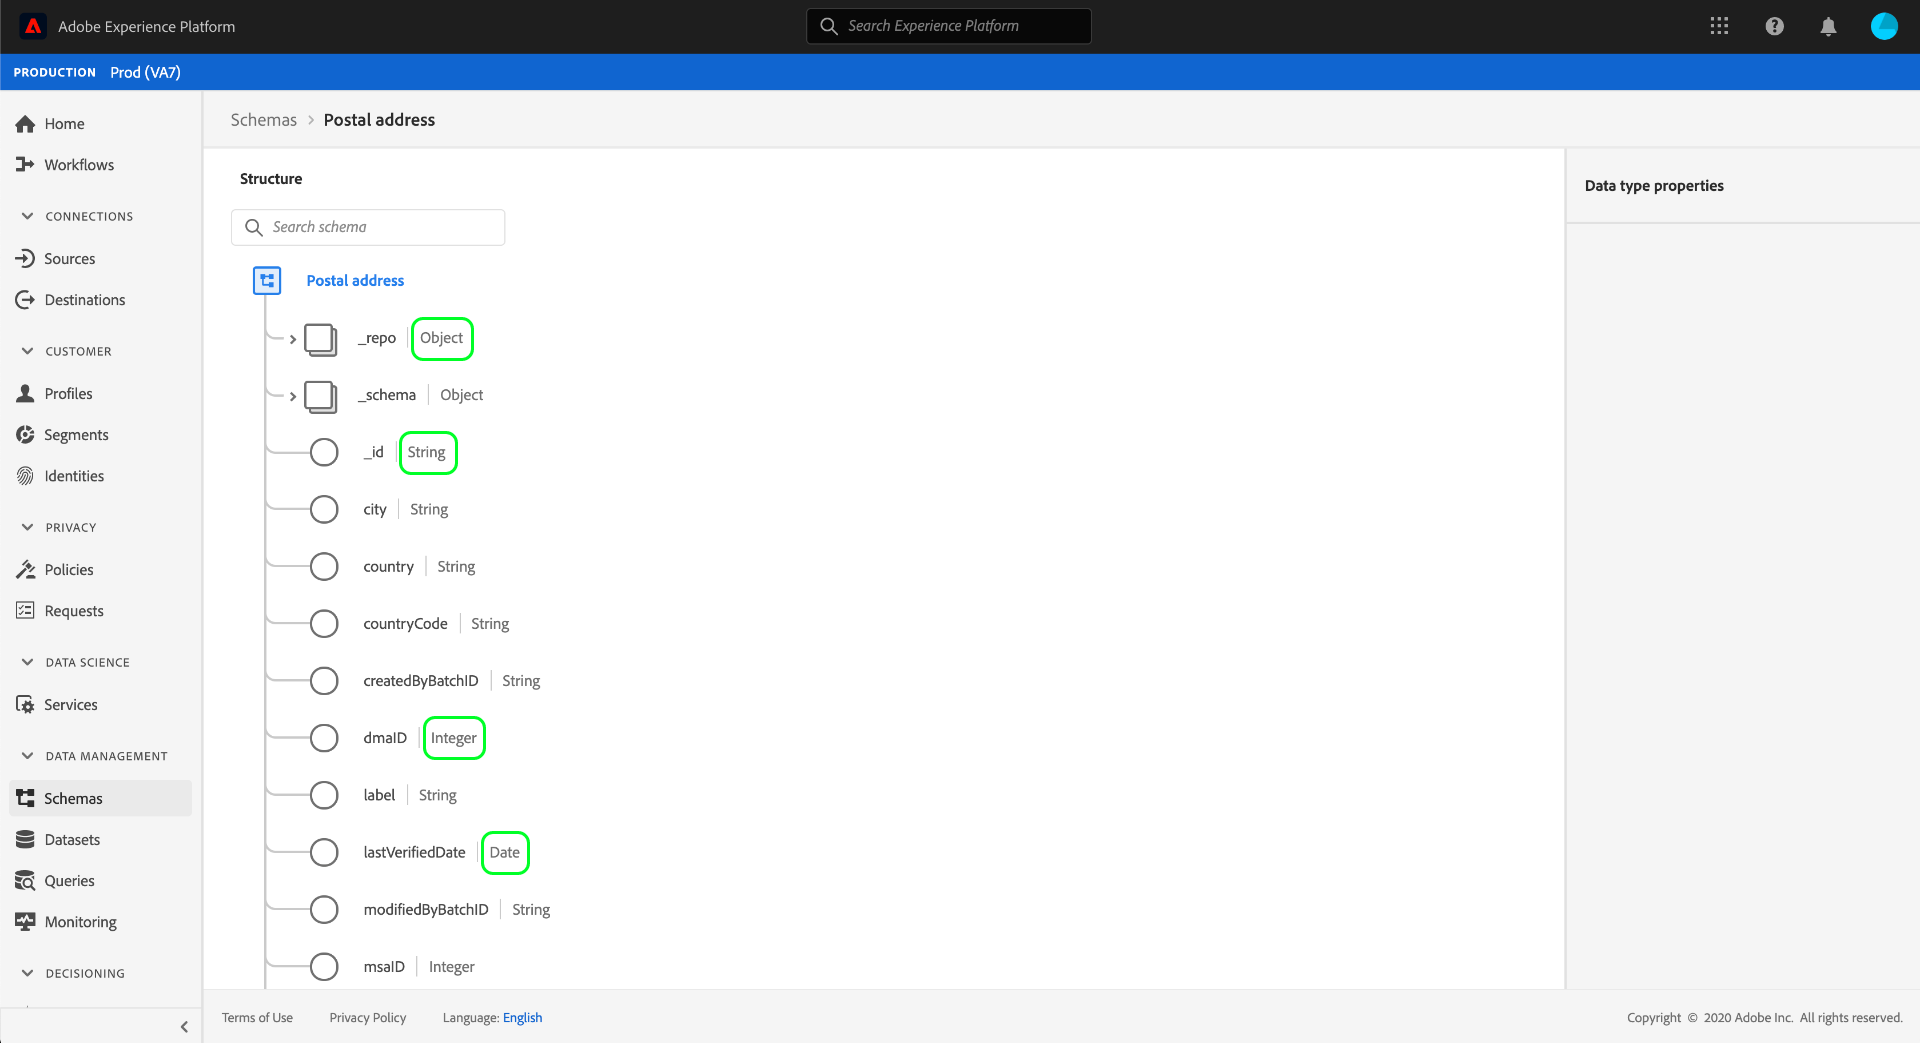 Adobe Experience Platform
Search Experience Platform
PRODUCTION Prod (VA7)
Home
Workflows
CONNECTIONS
Sources
Destinations
CUSTOMER
Profiles
Segments
Identities
PRIVACY
Policies
Requests
DATA SCIENCE
Services
DATA MANAGEMENT
Schemas
Datasets
Queries
Monitoring
DECISIONING
Schemas > Postal address
Structure
Search schema
Postal address
_repo | Object
_schema | Object
_id | String
city | String
country | String
countryCode | String
createdByBatchID | String
dmaID | Integer
label | String
lastVerifiedDate | Date
modifiedByBatchID | String
msaID | Integer
Data type properties
Terms of Use Privacy Policy Language: English
Copyright © 2020 Adobe Inc. All rights reserved.